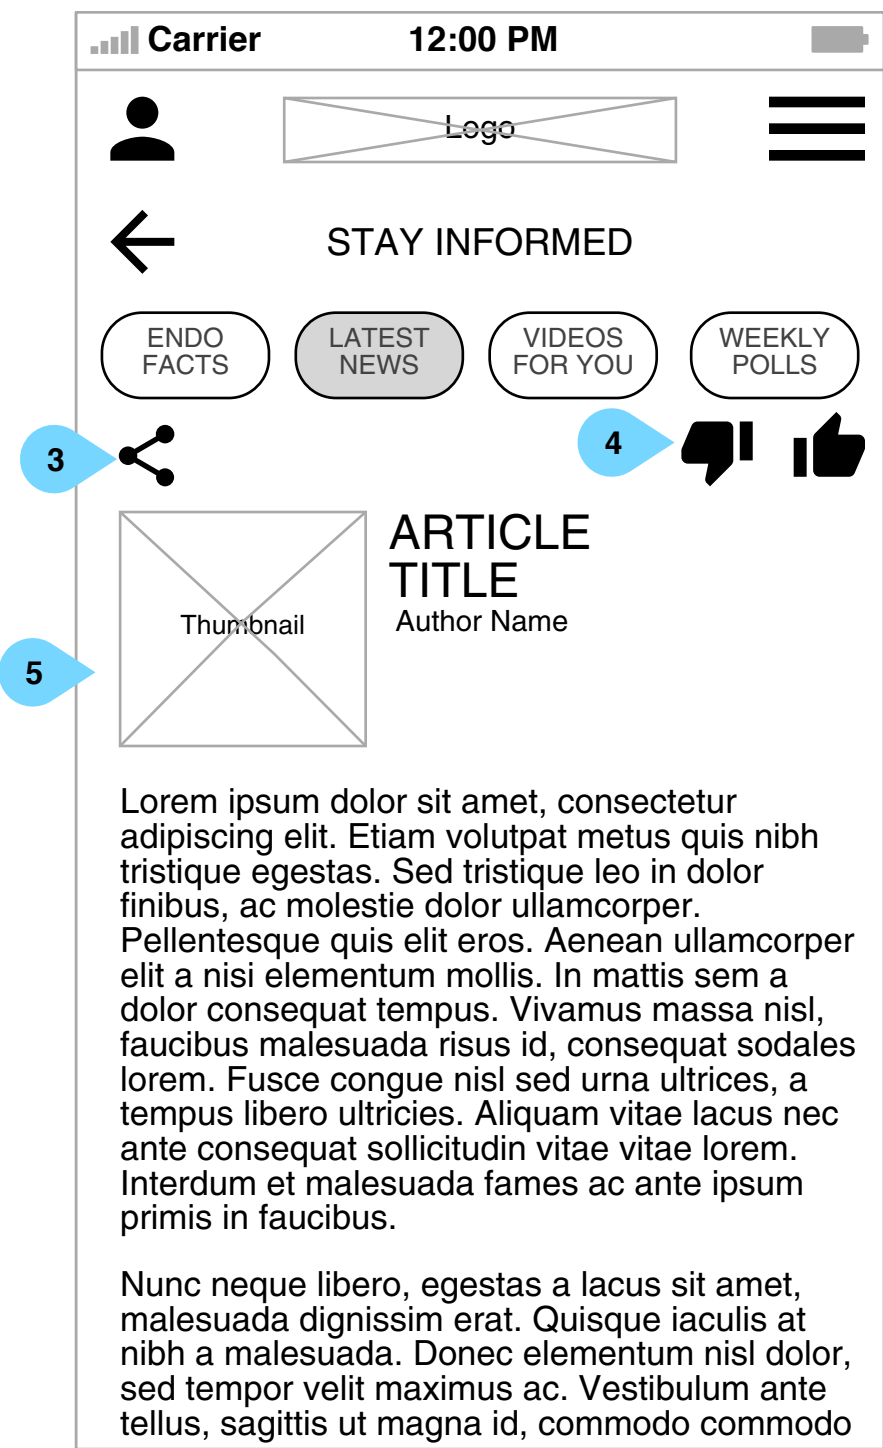 Carrier 12:00 PM
Logo
STAY INFORMED
ENDO
FACTS
LATEST
NEWS
VIDEOS
FOR YOU
WEEKLY
POLLS
3
4
ARTICLE
TITLE
Thumbnail
Author Name
5
Lorem ipsum dolor sit amet, consectetur
adipiscing elit. Etiam volutpat metus quis nibh
tristique egestas. Sed tristique leo in dolor
finibus, ac molestie dolor ullamcorper.
Pellentesque quis elit eros. Aenean ullamcorper
elit a nisi elementum mollis. In mattis sem a
dolor consequat tempus. Vivamus massa nisl,
faucibus malesuada risus id, consequat sodales
lorem. Fusce congue nisl sed urna ultrices, a
tempus libero ultricies. Aliquam vitae lacus nec
ante consequat sollicitudin vitae vitae lorem.
Interdum et malesuada fames ac ante ipsum
primis in faucibus.
Nunc neque libero, egestas a lacus sit amet,
malesuada dignissim erat. Quisque iaculis at
nibh a malesuada. Donec elementum nisl dolor,
sed tempor velit maximus ac. Vestibulum ante
tellus, sagittis ut magna id, commodo commodo